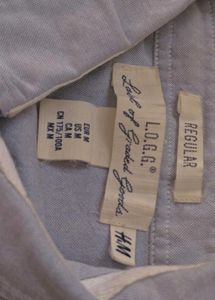 EUR M
US M
CA M
CN 175/100A
MX M
L.O.G.G.®
Label of Graded Goods
H&M
REGULAR